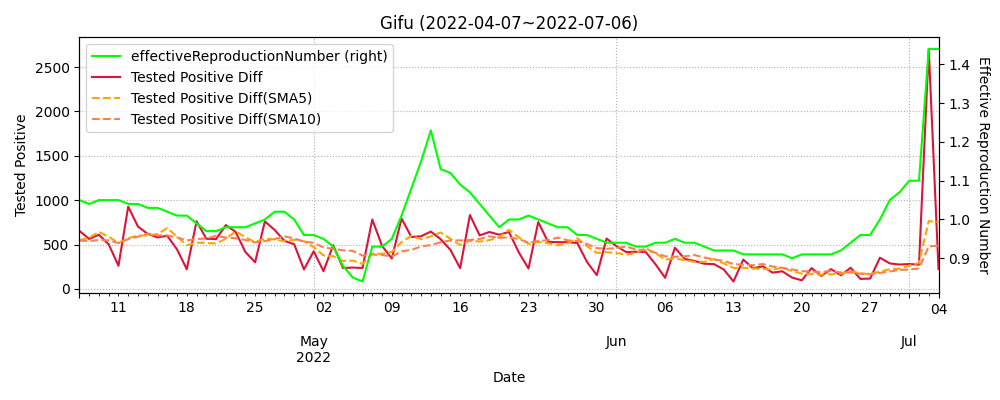 Gifu (2022-04-07~2022-07-06)
effectiveReproductionNumber (right)
Tested Positive Diff
Tested Positive Diff(SMA5)
Tested Positive Diff(SMA10)
Tested Positive
2500
2000
1500
1000
500
0
Effective Reproduction Number
1.4
1.3
1.2
1.1
1.0
0.9
11 18 25 02 09 16 23 30 06 13 20 27 04
May Jun Jul
2022
Date